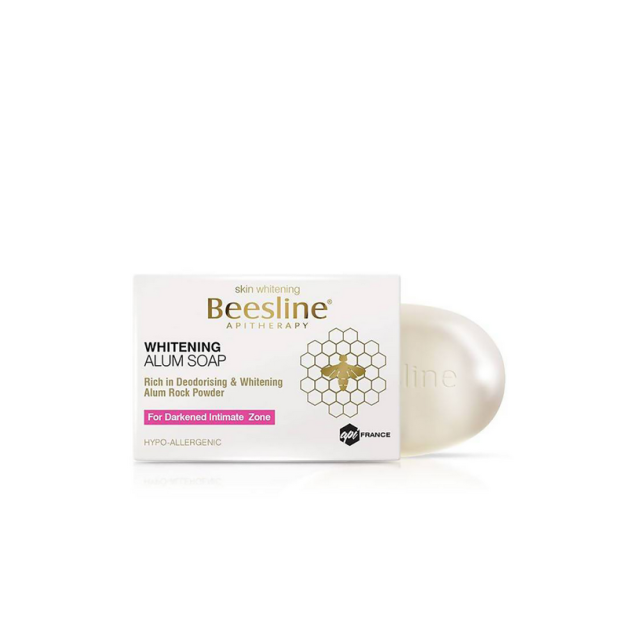 skin whitening
Beesline®
APITHERAPY
WHITENING
ALUM SOAP
Rich in Deodorising & Whitening
Alum Rock Powder
For Darkened Intimate Zone
HYPO-ALLERGENIC
api FRANCE
line